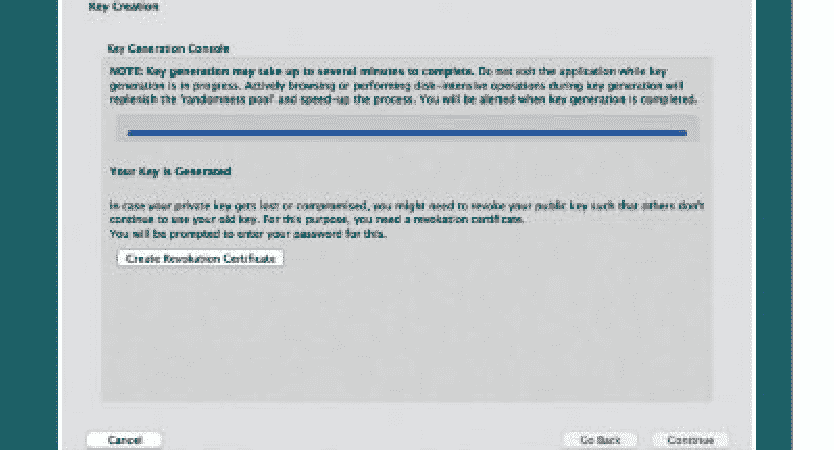 Key Creation
Key Generation Console
NOTE: Key generation may take up to several minutes to complete. Do not exit the application while key
generation is in progress. Actively browsing or performing disk-intensive operations during key generation will
replenish the 'randomness pool' and speed-up the process. You will be alerted when key generation is completed.
Your Key is Generated
In case your private key gets lost or compromised, you might need to revoke your public key such that others don't
continue to use your old key. For this purpose, you need a revokation certificate.
You will be prompted to enter your password for this.
Create Revokation Certificate
Cancel
Go Back
Continue